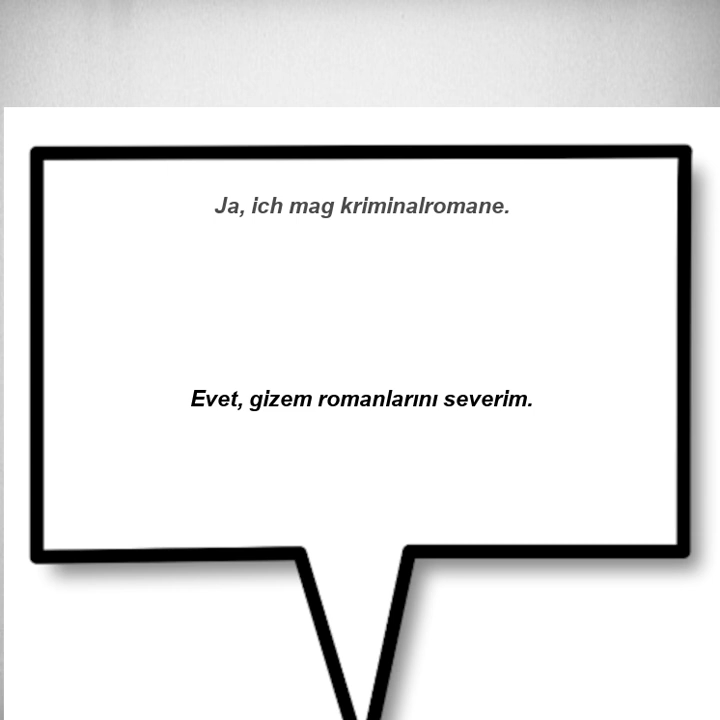 Ja, ich mag kriminalromane.
Evet, gizem romanlarını severim.